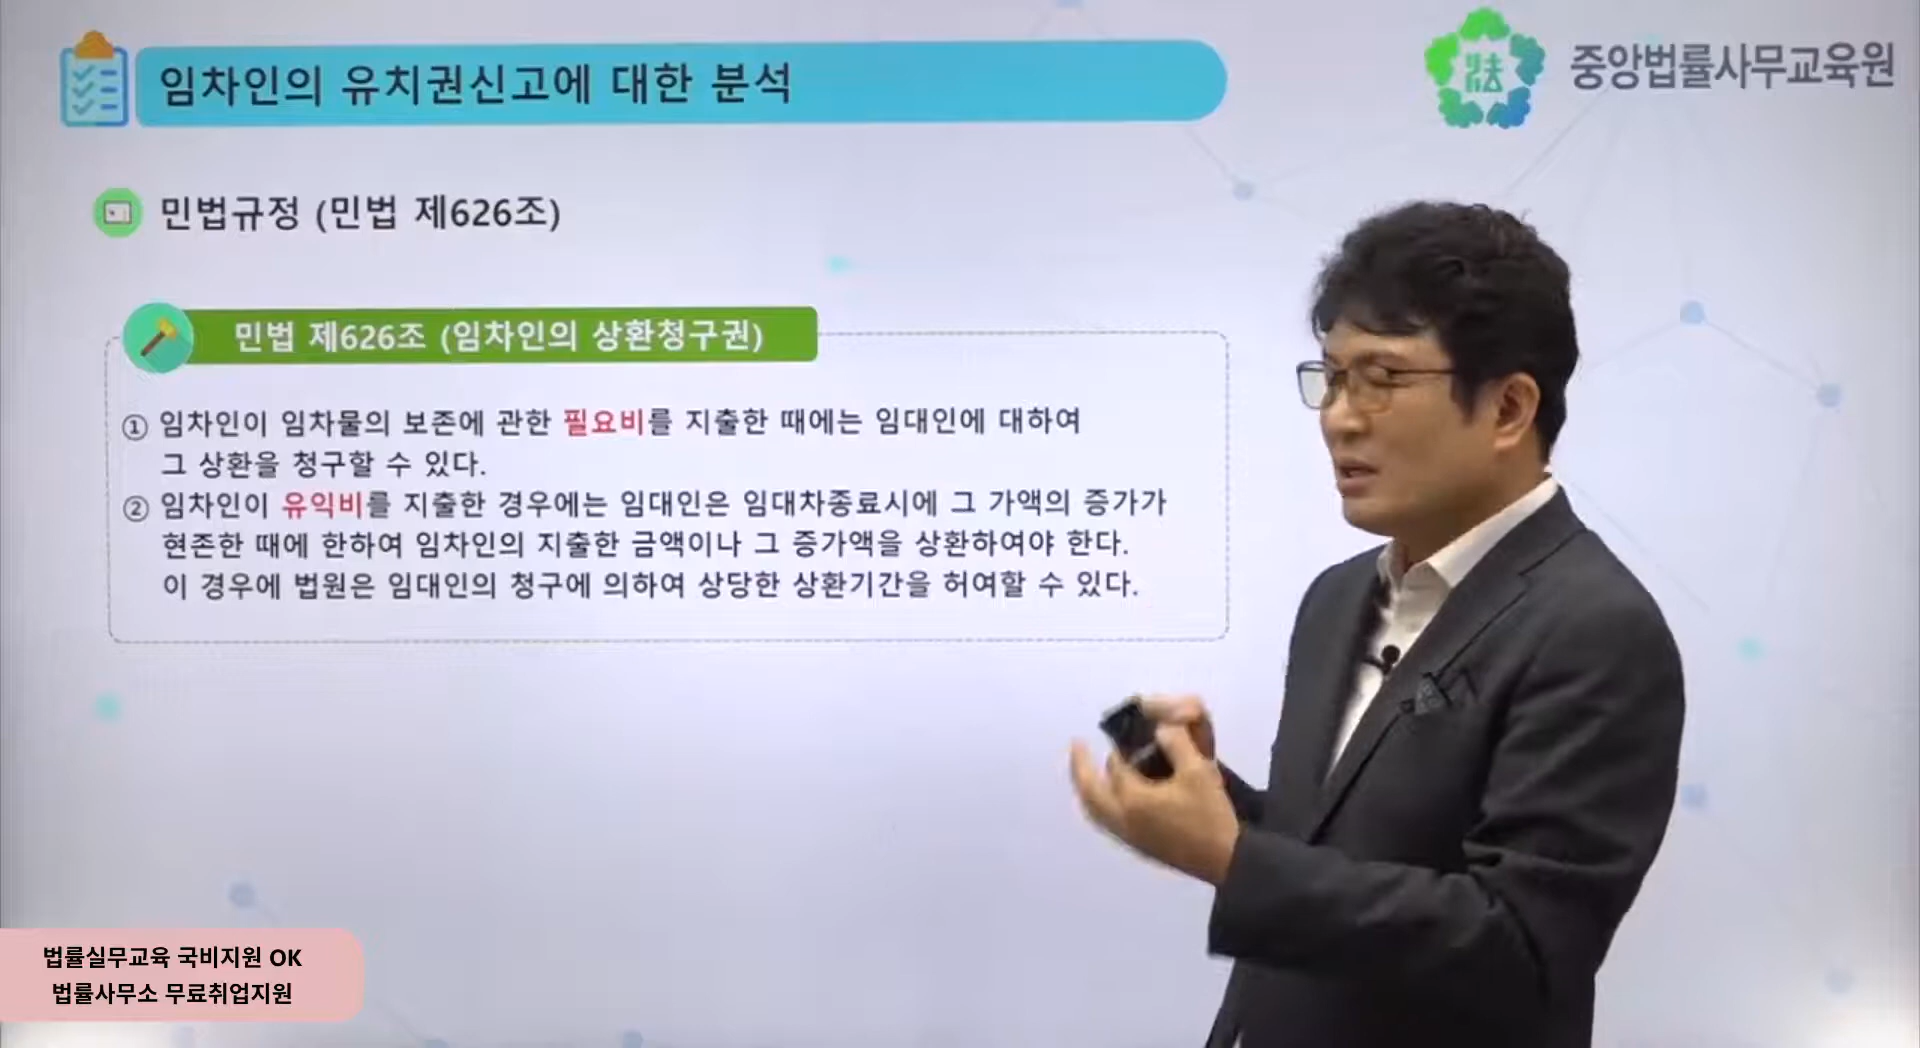 임차인의 유치권신고에 대한 분석
중앙법률사무교육원
민법규정 (민법 제626조)
민법 제626조 (임차인의 상환청구권)
① 임차인이 임차물의 보존에 관한 필요비를 지출한 때에는 임대인에 대하여
그 상환을 청구할 수 있다.
② 임차인이 유익비를 지출한 경우에는 임대인은 임대차종료시에 그 가액의 증가가
현존한 때에 한하여 임차인의 지출한 금액이나 그 증가액을 상환하여야 한다.
이 경우에 법원은 임대인의 청구에 의하여 상당한 상환기간을 허여할 수 있다.
법률실무교육 국비지원 OK
법률사무소 무료취업지원